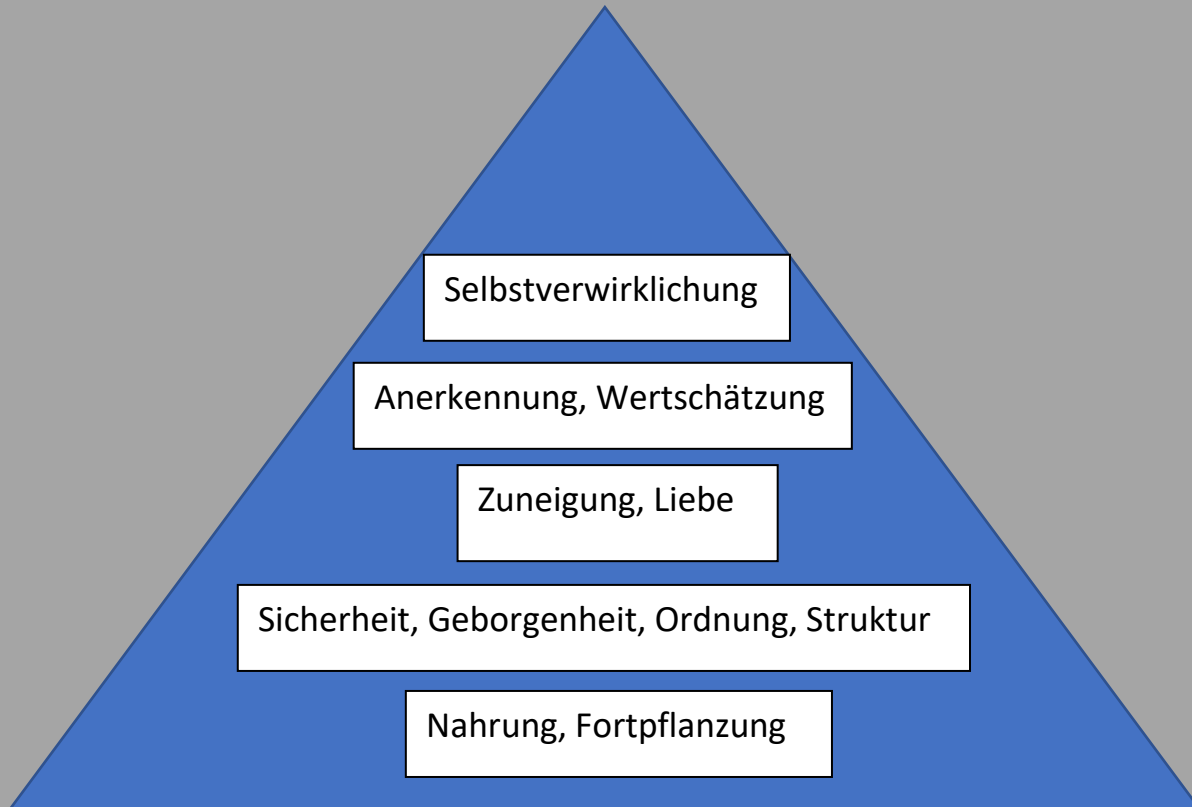 Selbstverwirklichung
Anerkennung, Wertschätzung
Zuneigung, Liebe
Sicherheit, Geborgenheit, Ordnung, Struktur
Nahrung, Fortpflanzung